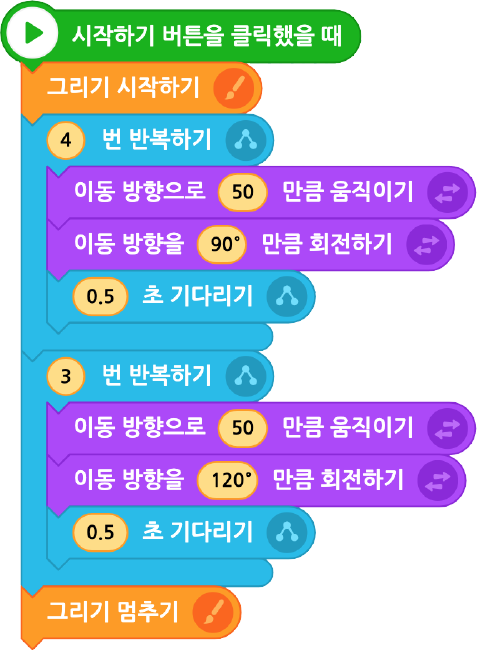 시작하기 버튼을 클릭했을 때
그리기 시작하기
4 번 반복하기
이동 방향으로 50 만큼 움직이기
이동 방향을 90° 만큼 회전하기
0.5 초 기다리기
3 번 반복하기
이동 방향으로 50 만큼 움직이기
이동 방향을 120° 만큼 회전하기
0.5 초 기다리기
그리기 멈추기